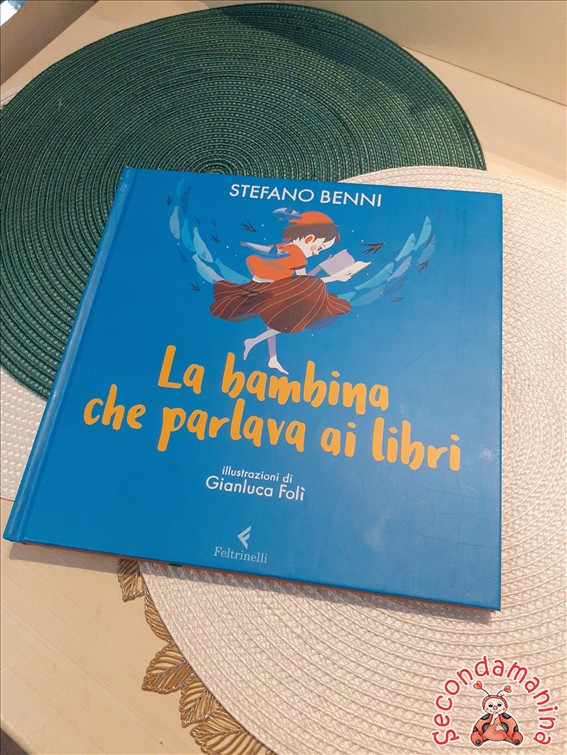 STEFANO BENNI
La bambina
che parlava ai libri
illustrazioni di
Gianluca Folì
Feltrinelli
Secondamanina